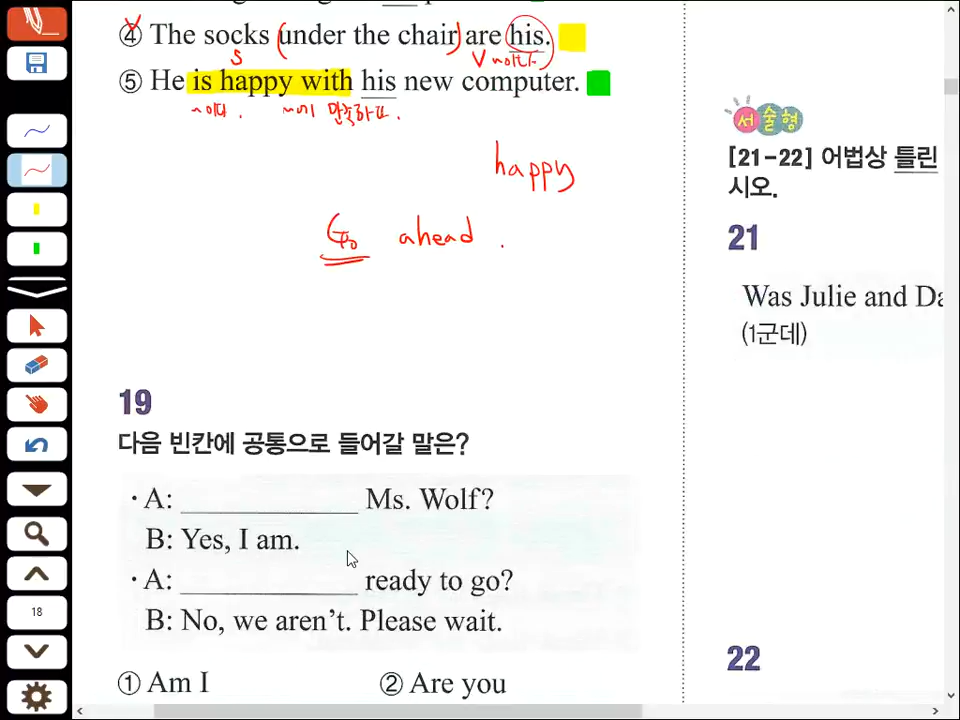 ④ The socks (under the chair) are his.
S V ~이다
⑤ He is happy with his new computer.
~이다. ~에 만족하고.
happy
Go ahead.
19
다음 빈칸에 공통으로 들어갈 말은?
· A: ____________ Ms. Wolf?
B: Yes, I am.
· A: ____________ ready to go?
B: No, we aren't. Please wait.
① Am I ② Are you
서술형
[21-22] 어법상 틀린
시오.
21
Was Julie and Da
(1군데)
22
18